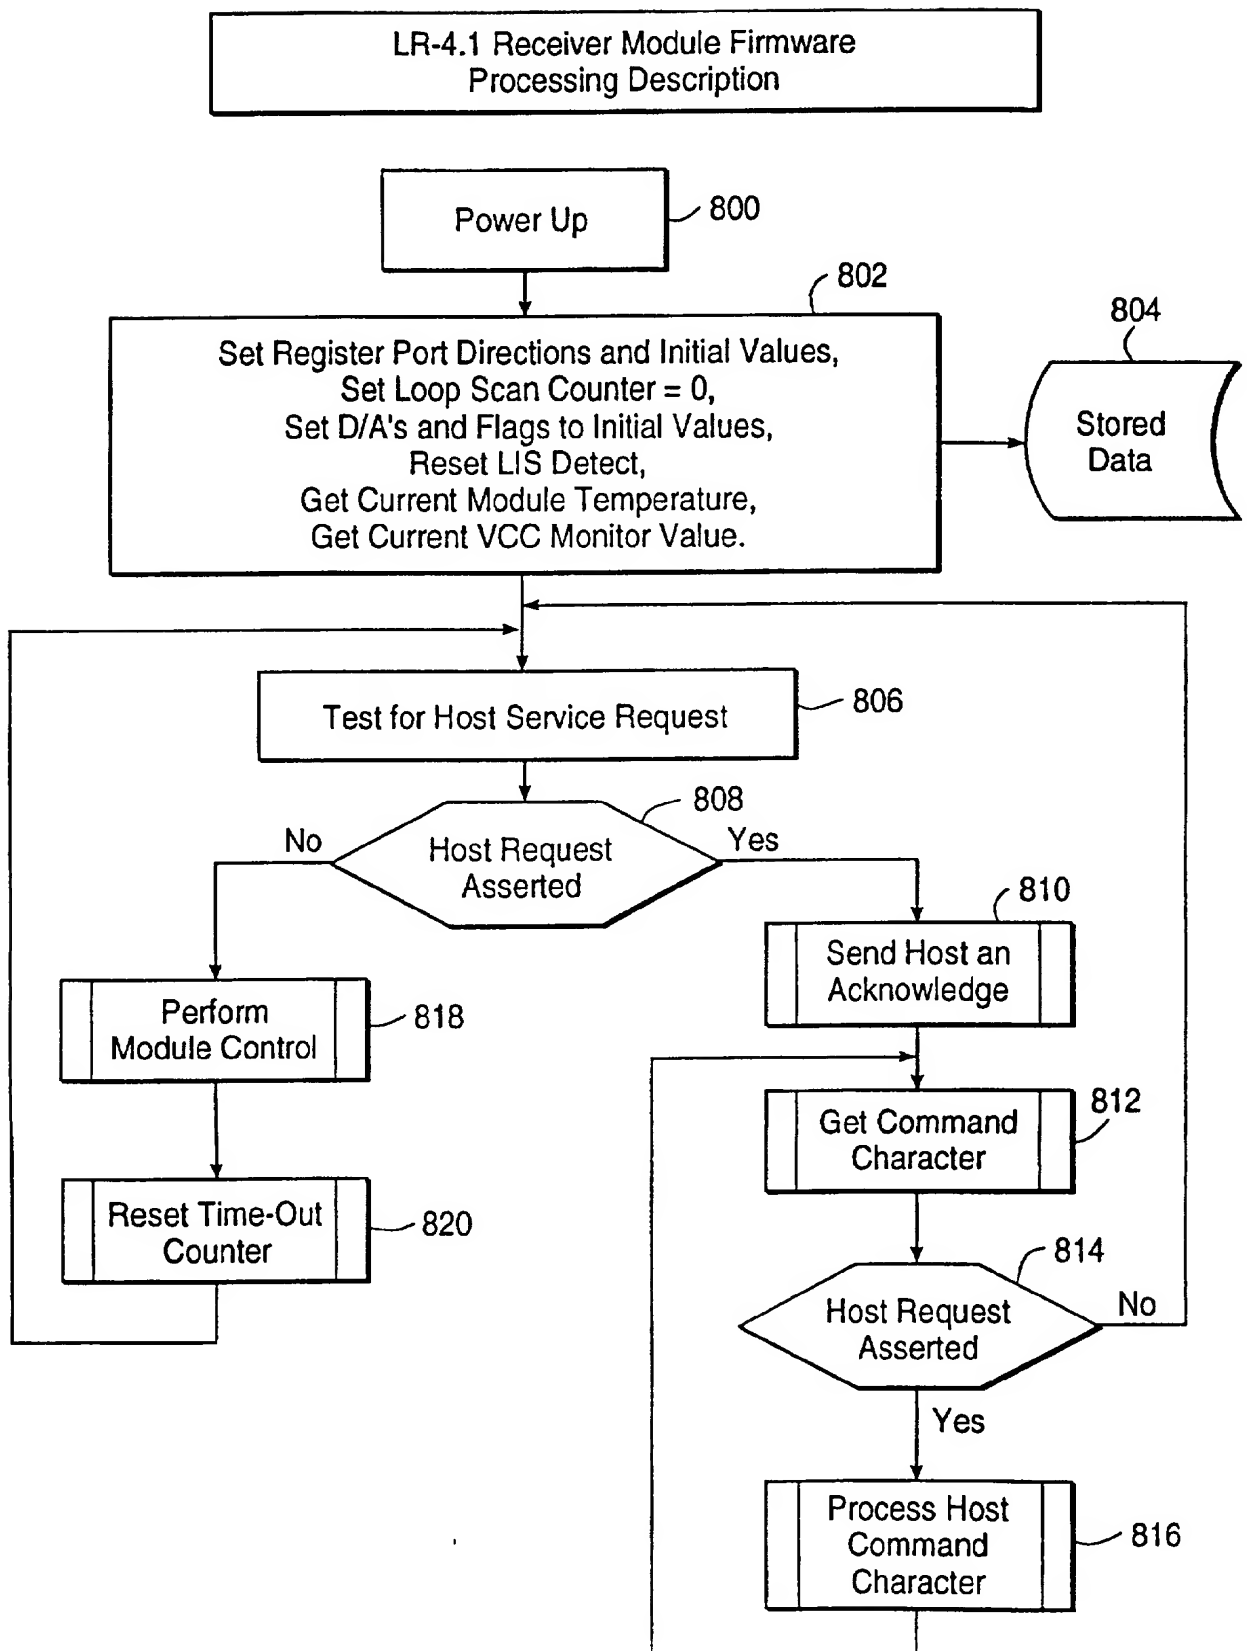 LR-4.1 Receiver Module Firmware
Processing Description
Power Up
800
802
Set Register Port Directions and Initial Values,
Set Loop Scan Counter = 0,
Set D/A's and Flags to Initial Values,
Reset LIS Detect,
Get Current Module Temperature,
Get Current VCC Monitor Value.
804
Stored
Data
Test for Host Service Request
806
808
Host Request
Asserted
No
Yes
810
Send Host an
Acknowledge
Perform
Module Control
818
Get Command
Character
812
Reset Time-Out
Counter
820
814
Host Request
Asserted
No
Yes
Process Host
Command
Character
816